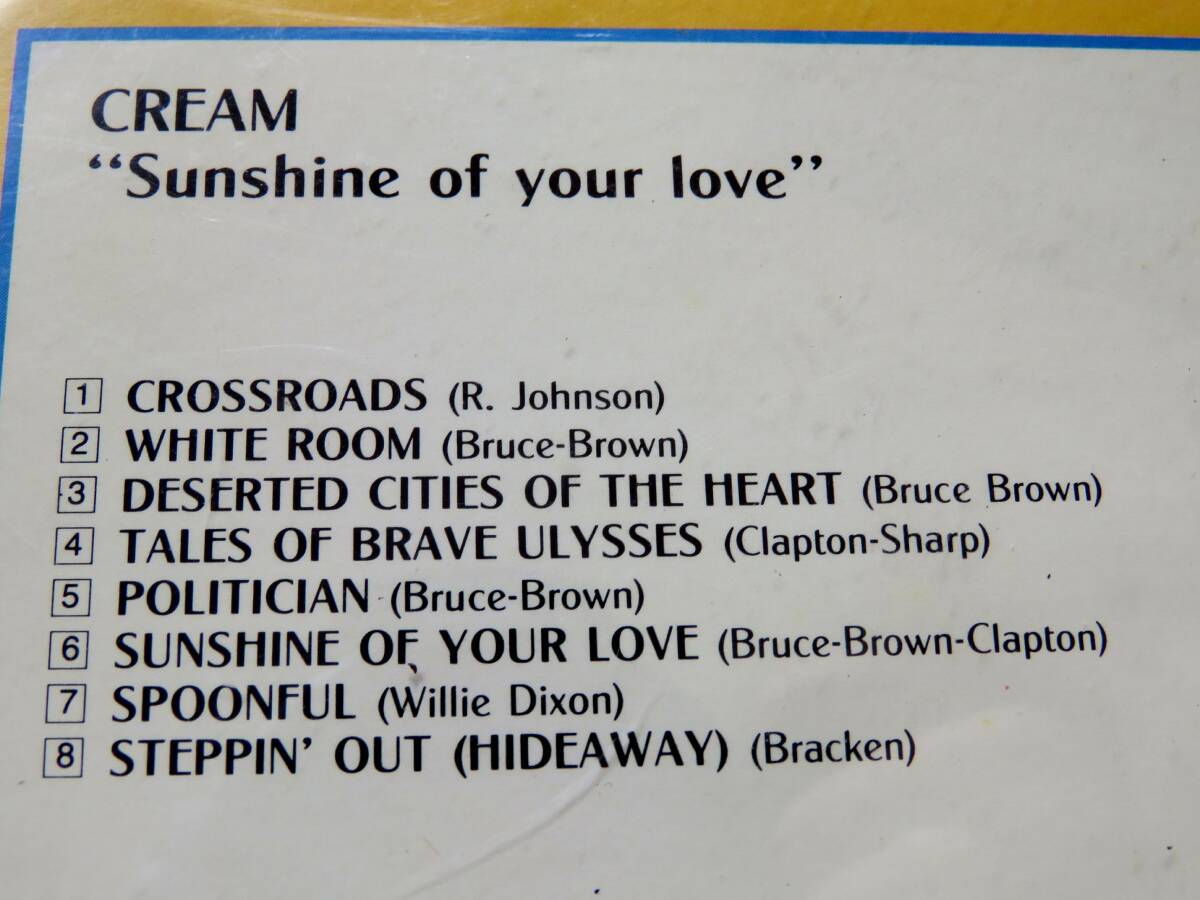 CREAM
“Sunshine of your love”
1 CROSSROADS (R. Johnson)
2 WHITE ROOM (Bruce-Brown)
3 DESERTED CITIES OF THE HEART (Bruce Brown)
4 TALES OF BRAVE ULYSSES (Clapton-Sharp)
5 POLITICIAN (Bruce-Brown)
6 SUNSHINE OF YOUR LOVE (Bruce-Brown-Clapton)
7 SPOONFUL (Willie Dixon)
8 STEPPIN’ OUT (HIDEAWAY) (Bracken)